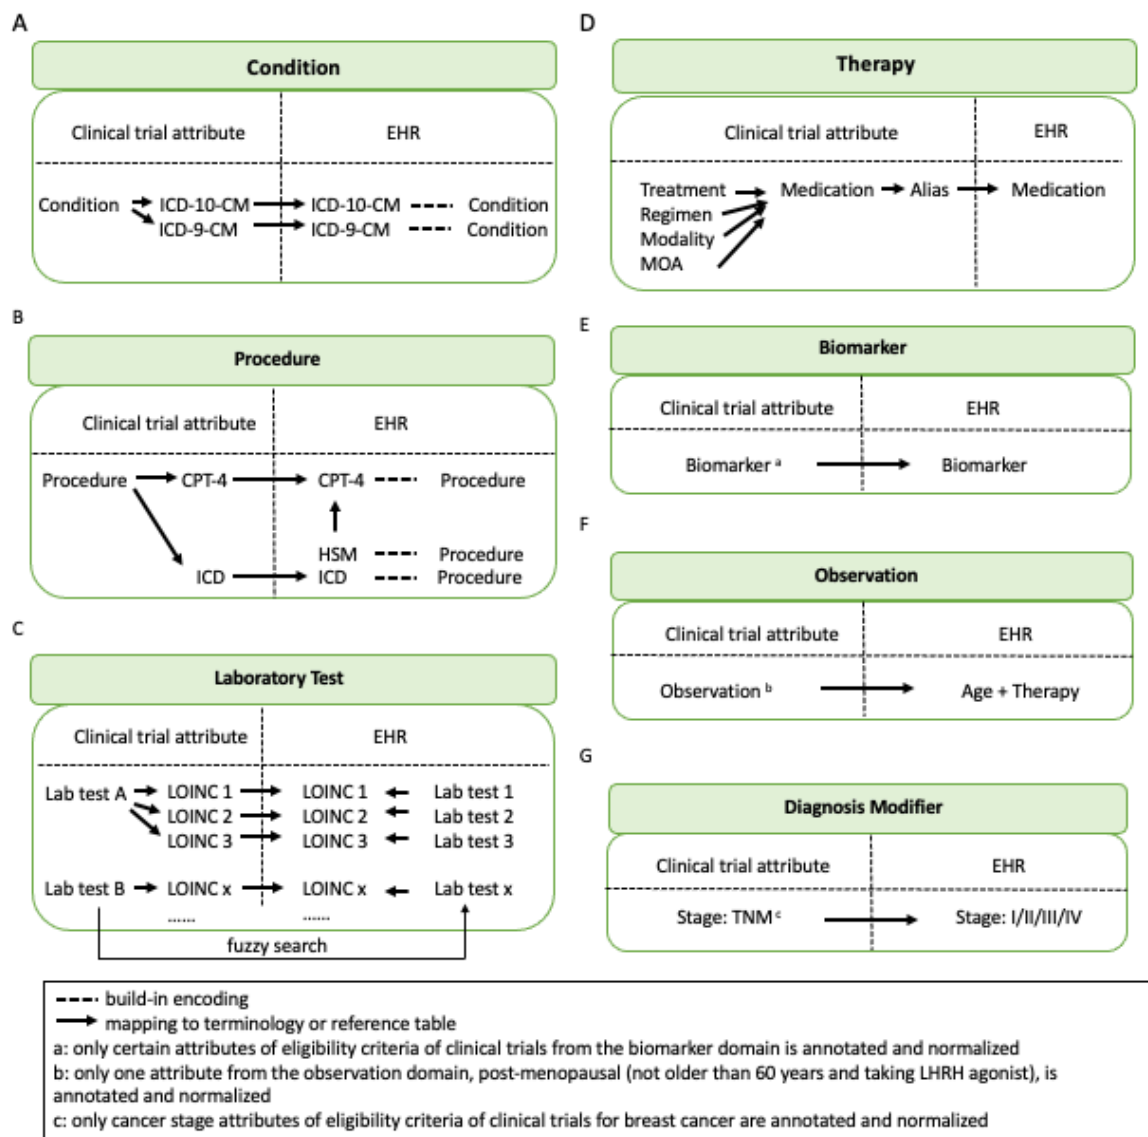 A
Condition
Clinical trial attribute EHR
Condition ICD-10-CM ICD-10-CM Condition
ICD-9-CM ICD-9-CM Condition
B
Procedure
Clinical trial attribute EHR
Procedure CPT-4 CPT-4 Procedure
HSM Procedure
ICD ICD Procedure
C
Laboratory Test
Clinical trial attribute EHR
Lab test A LOINC 1 LOINC 1 Lab test 1
LOINC 2 LOINC 2 Lab test 2
LOINC 3 LOINC 3 Lab test 3
Lab test B LOINC x LOINC x Lab test x
...... ......
fuzzy search
D
Therapy
Clinical trial attribute EHR
Treatment Medication Alias Medication
Regimen
Modality
MOA
E
Biomarker
Clinical trial attribute EHR
Biomarker a Biomarker
F
Observation
Clinical trial attribute EHR
Observation b Age + Therapy
G
Diagnosis Modifier
Clinical trial attribute EHR
Stage: TNM c Stage: I/II/III/IV
build-in encoding
mapping to terminology or reference table
a: only certain attributes of eligibility criteria of clinical trials from the biomarker domain is annotated and normalized
b: only one attribute from the observation domain, post-menopausal (not older than 60 years and taking LHRH agonist), is
annotated and normalized
c: only cancer stage attributes of eligibility criteria of clinical trials for breast cancer are annotated and normalized